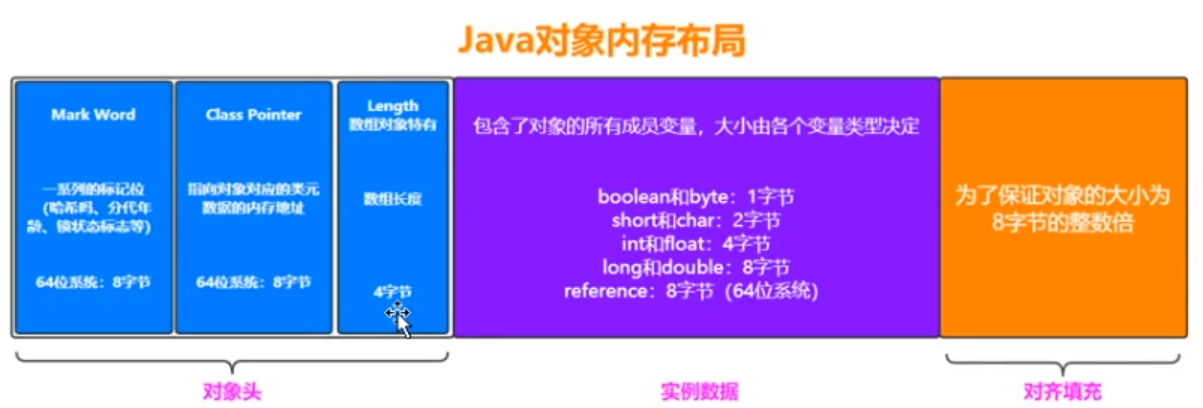 Java对象内存布局
Mark Word
一系列的标记位
(哈希码、分代年
龄、锁状态标志等)
64位系统：8字节
Class Pointer
指向对象对应的类元
数据的内存地址
64位系统：8字节
Length
数组对象特有
数组长度
4字节
包含了对象的所有成员变量，大小由各个变量类型决定
boolean和byte：1字节
short和char：2字节
int和float：4字节
long和double：8字节
reference：8字节（64位系统）
为了保证对象的大小为
8字节的整数倍
对象头
实例数据
对齐填充